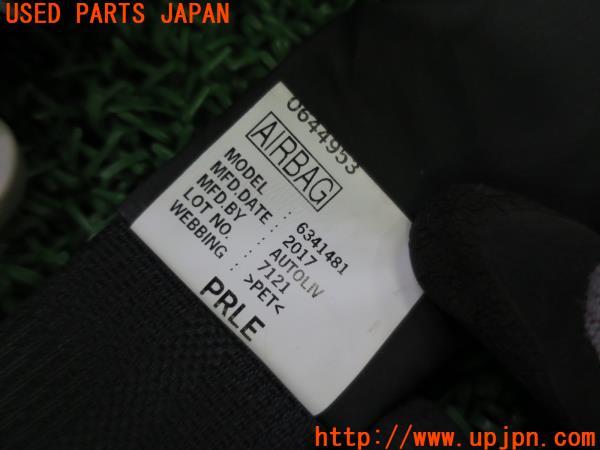 USED PARTS JAPAN
0644953
AIRBAG
MODEL : 6341481
MFD.DATE : 2017
MFD.BY : AUTOLIV
LOT NO. : 7121
WEBBING : >PET<
PRLE
http://www.upjpn.com/